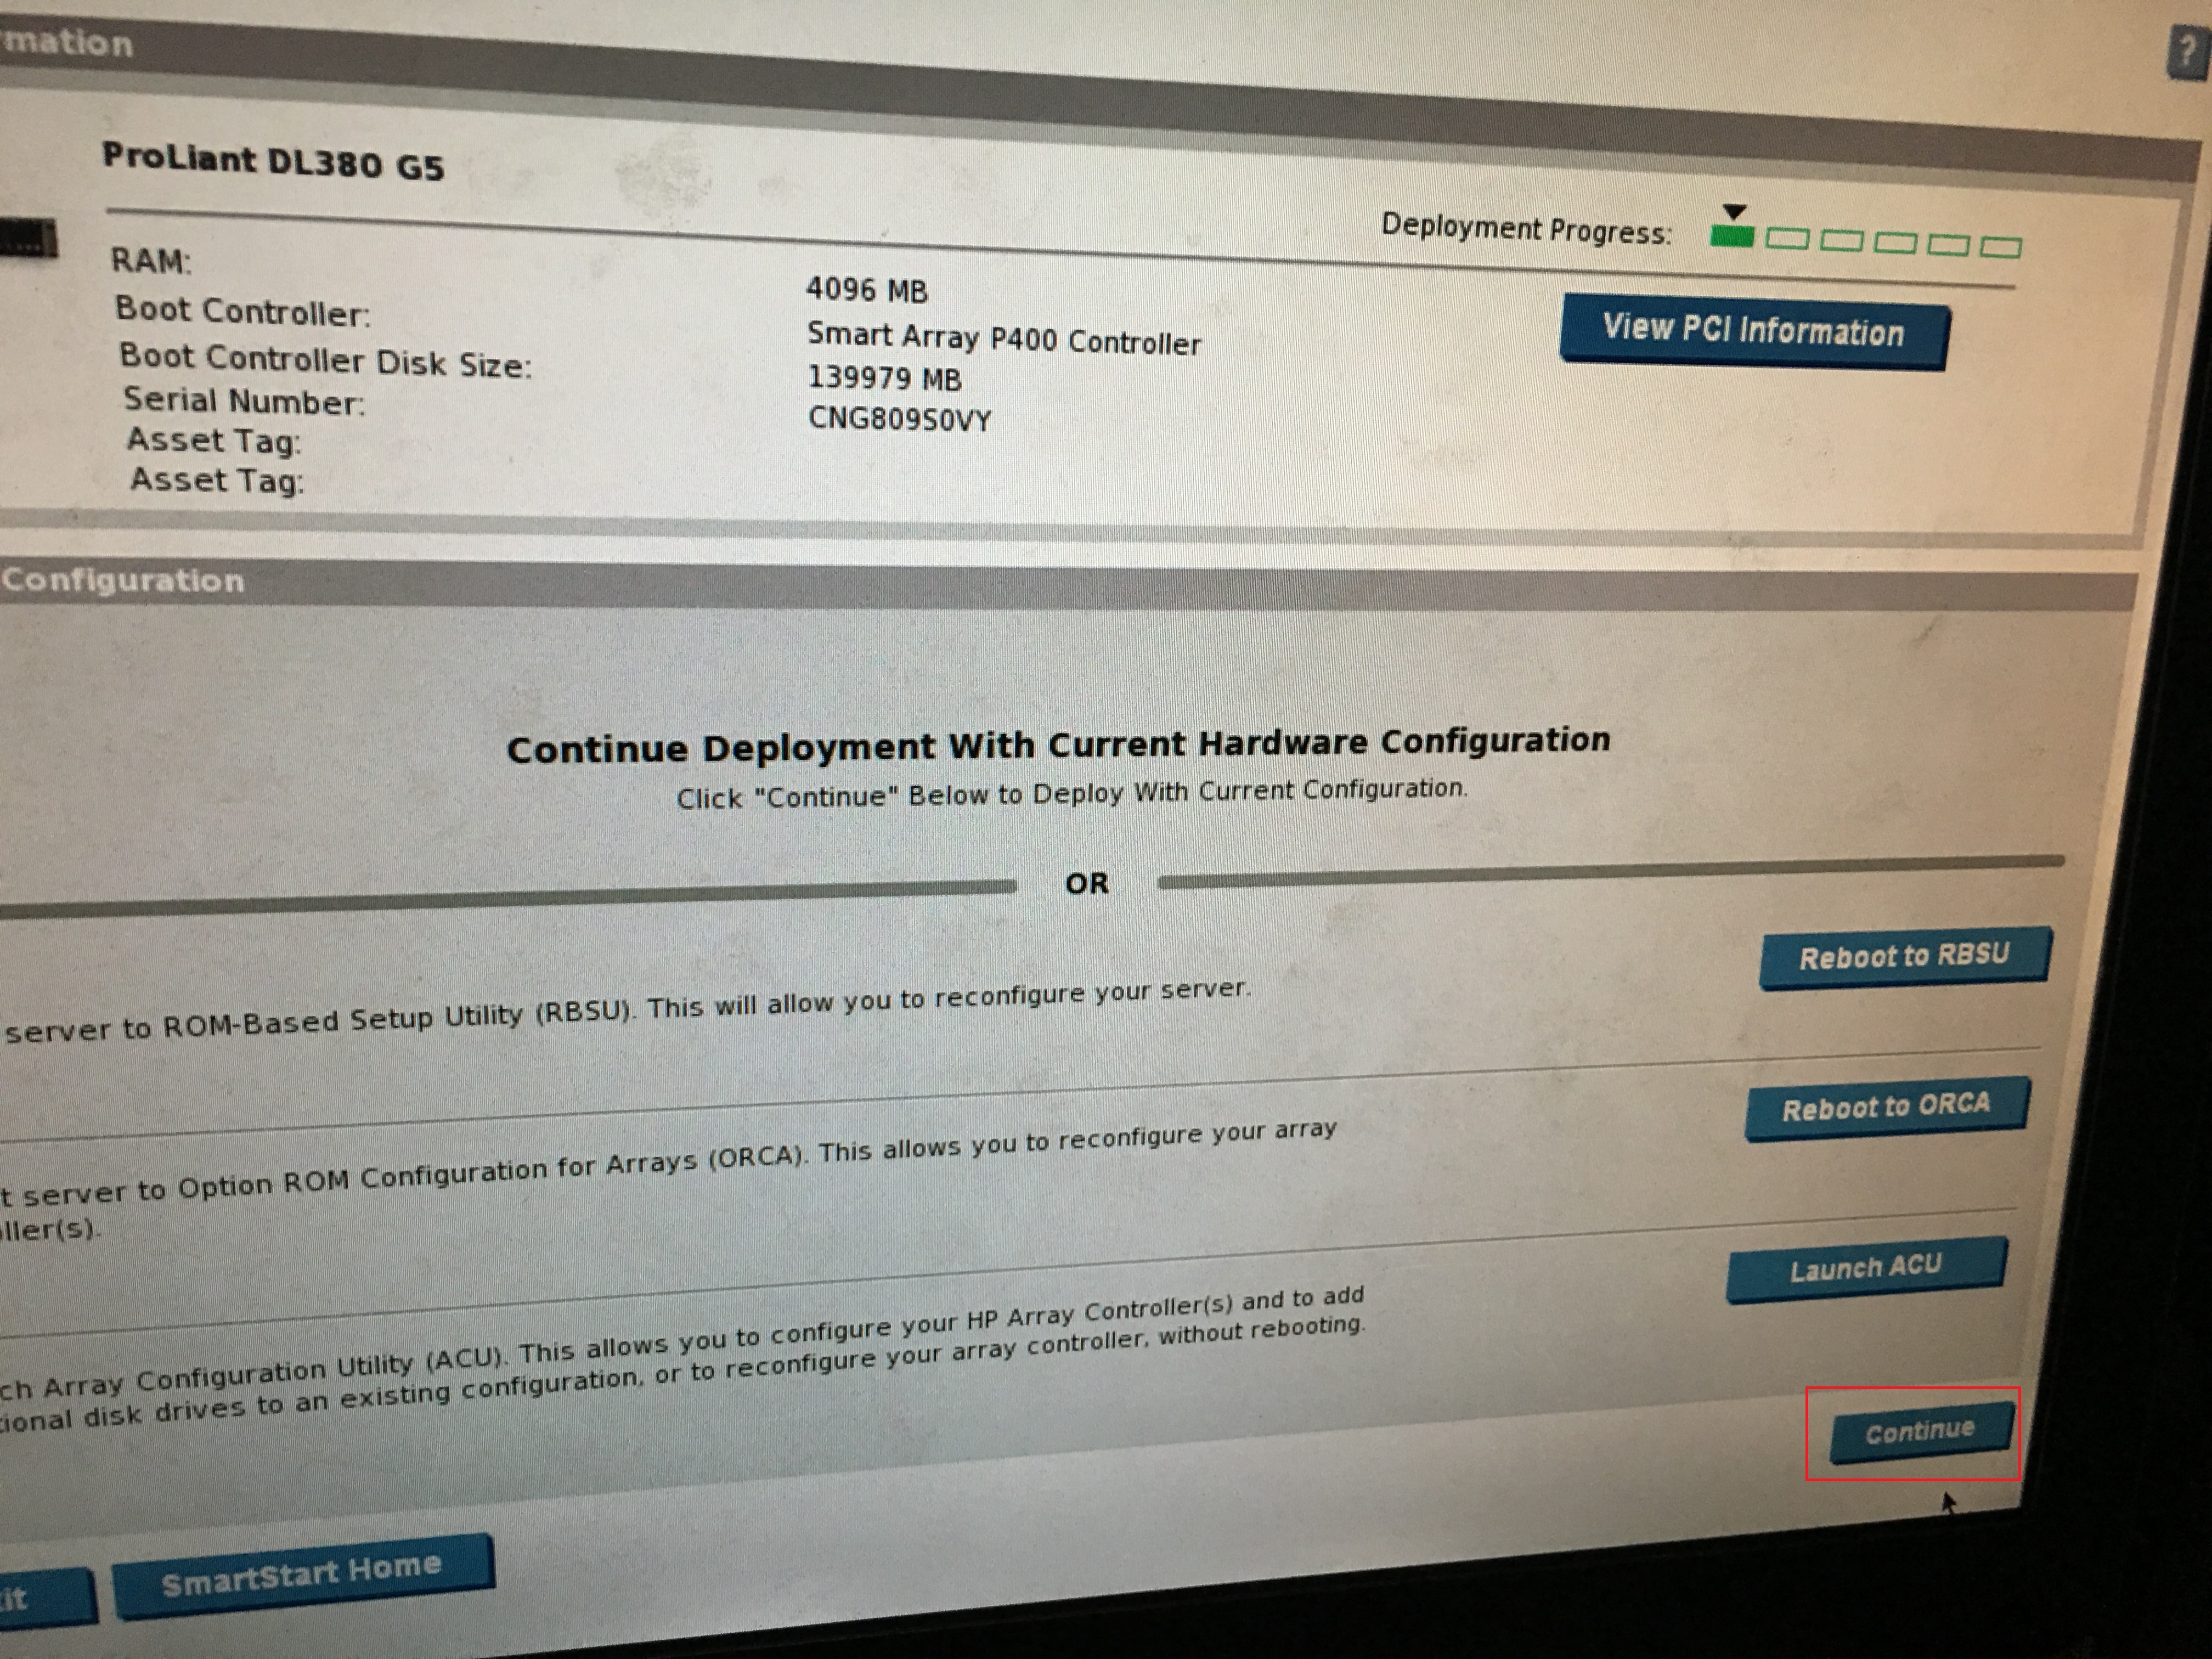 mation
?
ProLiant DL380 G5
Deployment Progress:
RAM: 4096 MB
Boot Controller: Smart Array P400 Controller
Boot Controller Disk Size: 139979 MB
Serial Number: CNG809S0VY
Asset Tag:
Asset Tag:
View PCI Information
Configuration
Continue Deployment With Current Hardware Configuration
Click "Continue" Below to Deploy With Current Configuration.
OR
server to ROM-Based Setup Utility (RBSU). This will allow you to reconfigure your server.
Reboot to RBSU
t server to Option ROM Configuration for Arrays (ORCA). This allows you to reconfigure your array
ller(s).
Reboot to ORCA
ch Array Configuration Utility (ACU). This allows you to configure your HP Array Controller(s) and to add
tional disk drives to an existing configuration, or to reconfigure your array controller, without rebooting.
Launch ACU
Continue
it
SmartStart Home